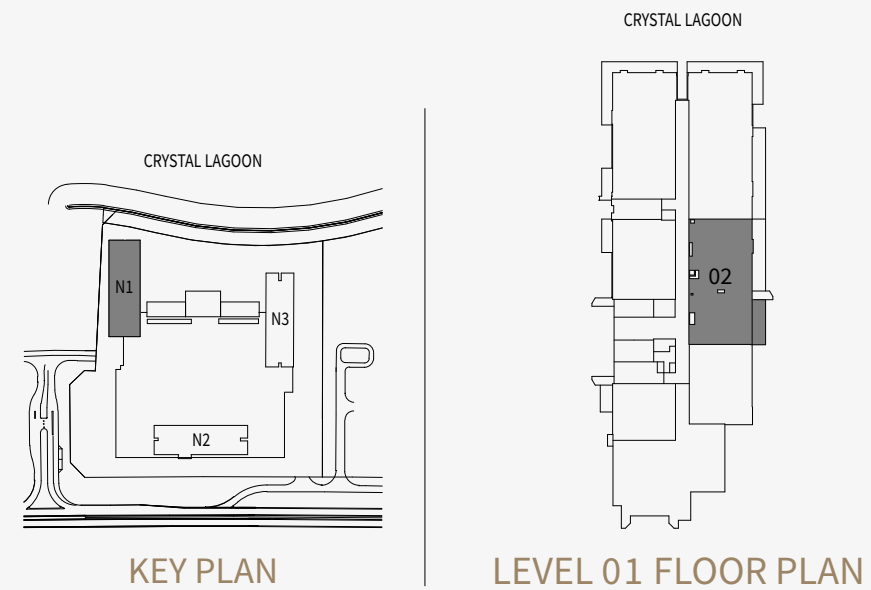 CRYSTAL LAGOON
N1
N3
N2
KEY PLAN
CRYSTAL LAGOON
02
LEVEL 01 FLOOR PLAN